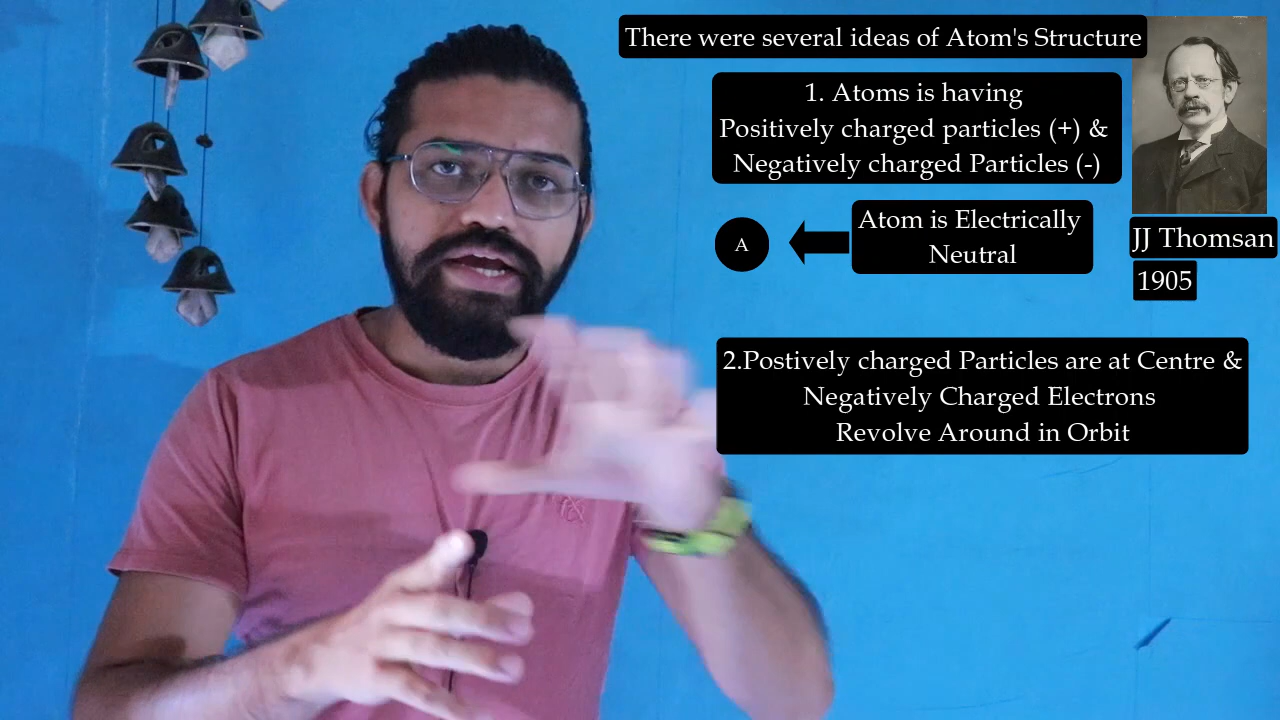 There were several ideas of Atom's Structure
1. Atoms is having
Positively charged particles (+) &
Negatively charged Particles (-)
A
Atom is Electrically
Neutral
JJ Thomsan
1905
2.Postively charged Particles are at Centre &
Negatively Charged Electrons
Revolve Around in Orbit